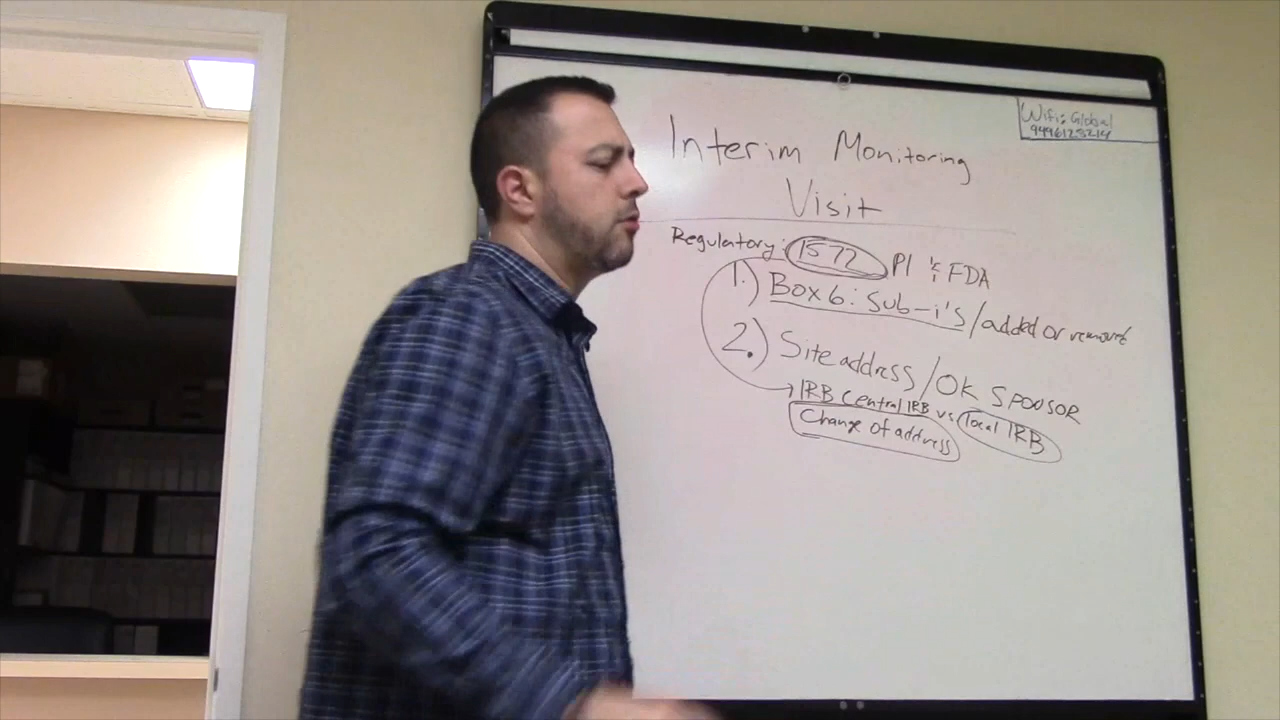 Wifi: Global
Interim Monitoring
Visit
Regulatory: 1572 PI & FDA
1.) Box 6: Sub-i's / added or removed
2.) Site address / OK SPONSOR
IRB Central IRB vs local IRB
Change of address